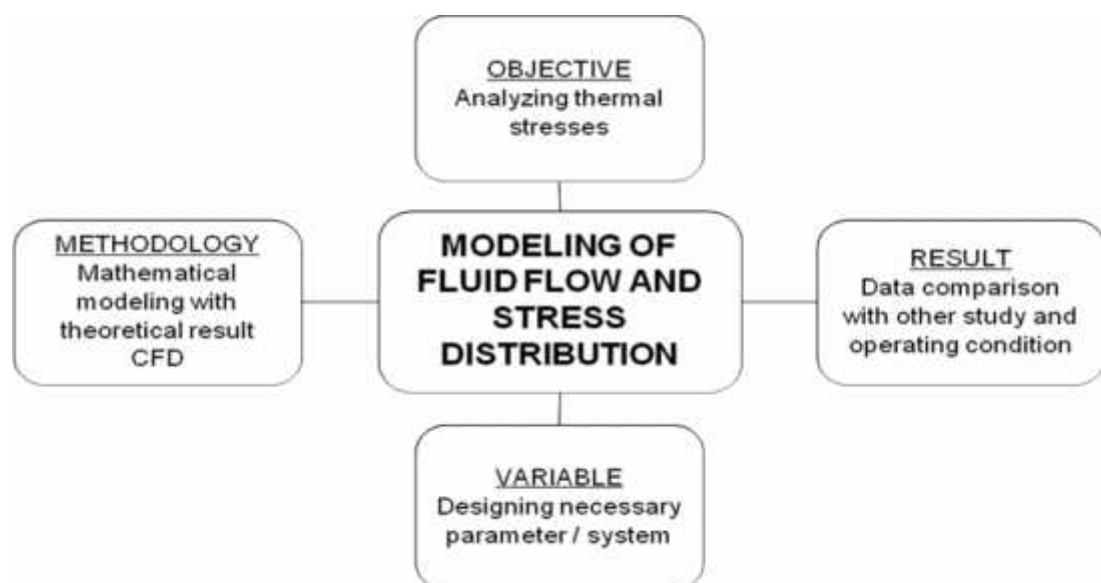 OBJECTIVE
Analyzing thermal
stresses
METHODOLOGY
Mathematical
modeling with
theoretical result
CFD
MODELING OF
FLUID FLOW AND
STRESS
DISTRIBUTION
RESULT
Data comparison
with other study and
operating condition
VARIABLE
Designing necessary
parameter / system